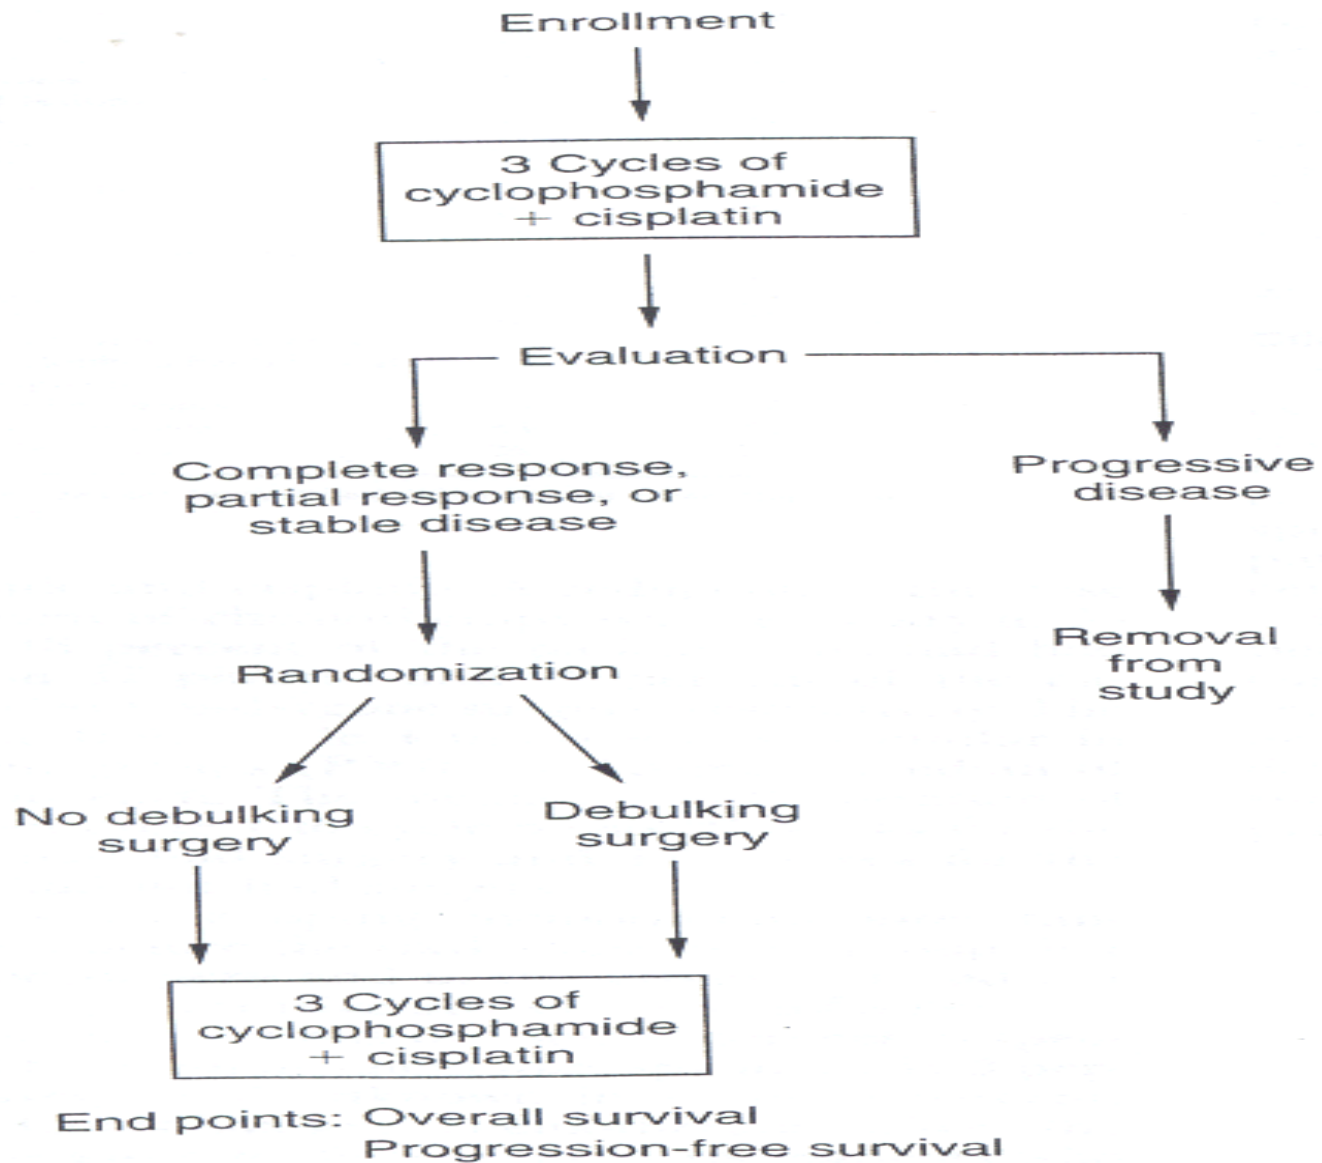 Enrollment
3 Cycles of
cyclophosphamide
+ cisplatin
Evaluation
Complete response,
partial response, or
stable disease
Progressive
disease
Randomization
Removal
from
study
No debulking
surgery
Debulking
surgery
3 Cycles of
cyclophosphamide
+ cisplatin
End points: Overall survival
Progression-free survival